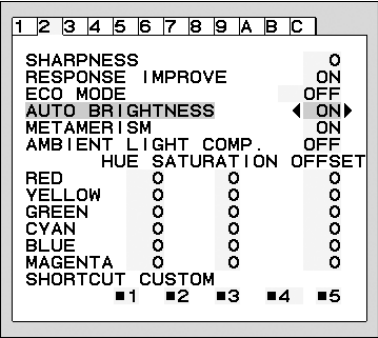 1 2 3 4 5 6 7 8 9 A B C
SHARPNESS 0
RESPONSE IMPROVE ON
ECO MODE OFF
AUTO BRIGHTNESS ◀ ON▶
METAMERISM ON
AMBIENT LIGHT COMP. OFF
HUE SATURATION OFFSET
RED 0 0 0
YELLOW 0 0 0
GREEN 0 0 0
CYAN 0 0 0
BLUE 0 0 0
MAGENTA 0 0 0
SHORTCUT CUSTOM
■1 ■2 ■3 ■4 ■5